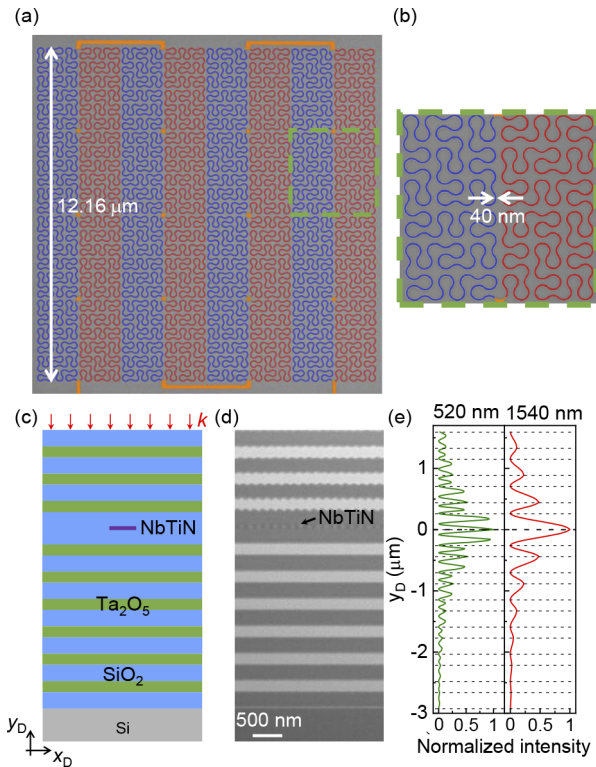 (a)
(b)
12.16 μm
40 nm
(c)
(d)
(e)
520 nm 1540 nm
k
NbTiN
NbTiN
Ta2O5
SiO2
Si
500 nm
yD
xD
yD (μm)
1
0
-1
-2
-3
0 0.5 1 0 0.5 1
Normalized intensity